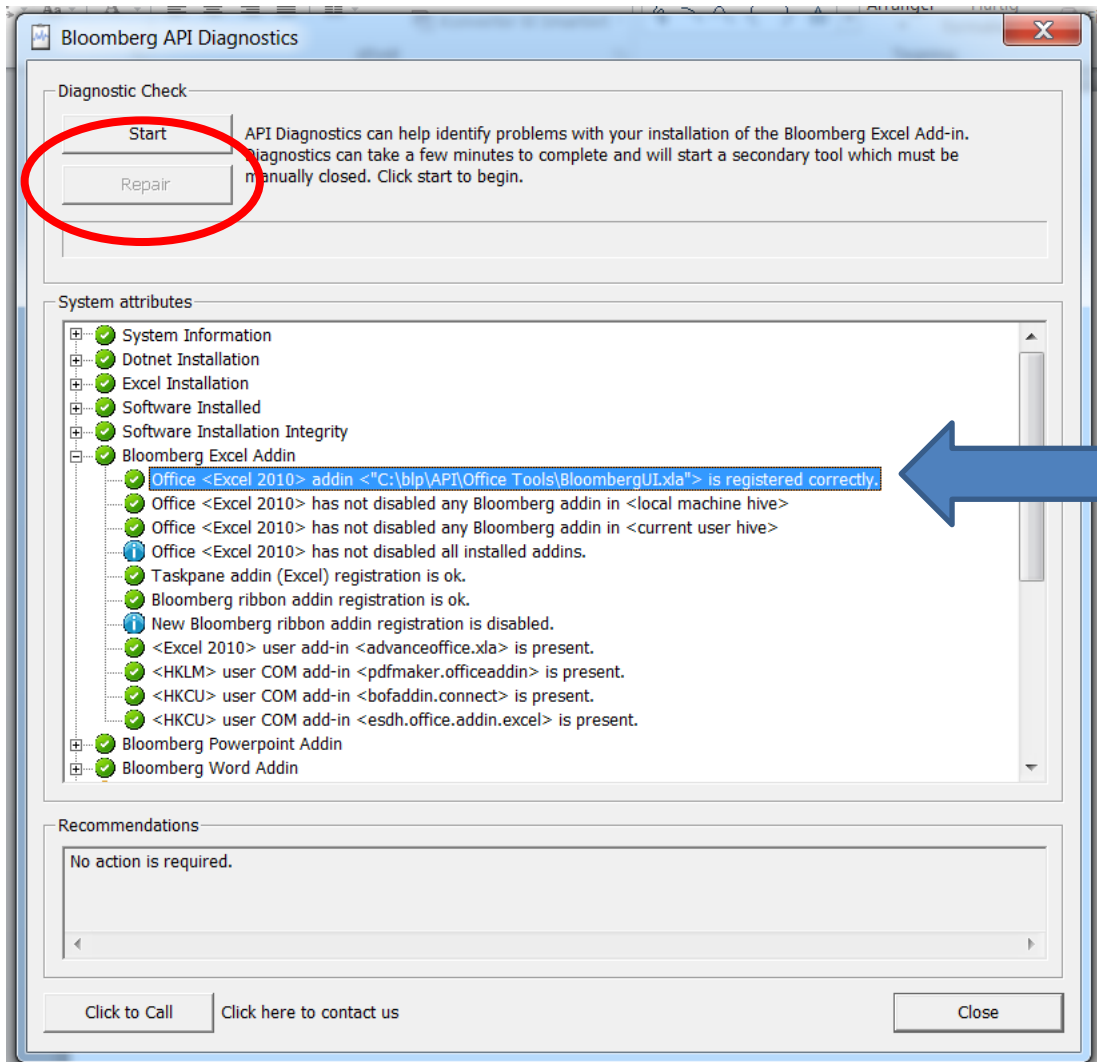 Bloomberg API Diagnostics
Diagnostic Check
Start
API Diagnostics can help identify problems with your installation of the Bloomberg Excel Add-in.
Diagnostics can take a few minutes to complete and will start a secondary tool which must be
Repair
manually closed. Click start to begin.
System attributes
System Information
Dotnet Installation
Excel Installation
Software Installed
Software Installation Integrity
Bloomberg Excel Addin
Office <Excel 2010> addin <"C:\blp\API\Office Tools\BloombergUI.xla"> is registered correctly.
Office <Excel 2010> has not disabled any Bloomberg addin in <local machine hive>
Office <Excel 2010> has not disabled any Bloomberg addin in <current user hive>
Office <Excel 2010> has not disabled all installed addins.
Taskpane addin (Excel) registration is ok.
Bloomberg ribbon addin registration is ok.
New Bloomberg ribbon addin registration is disabled.
<Excel 2010> user add-in <advanceoffice.xla> is present.
<HKLM> user COM add-in <pdfmaker.officeaddin> is present.
<HKCU> user COM add-in <bofaddin.connect> is present.
<HKCU> user COM add-in <esdh.office.addin.excel> is present.
Bloomberg Powerpoint Addin
Bloomberg Word Addin
Recommendations
No action is required.
Click to Call
Click here to contact us
Close